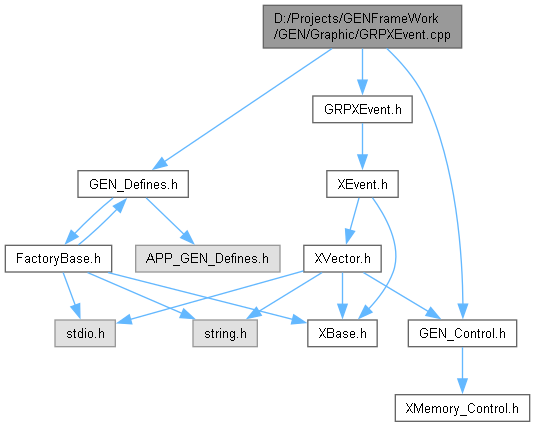 D:/Projects/GENFrameWork
/GEN/Graphic/GRPXEvent.cpp
GRPXEvent.h
GEN_Defines.h
XEvent.h
FactoryBase.h
APP_GEN_Defines.h
XVector.h
stdio.h
string.h
XBase.h
GEN_Control.h
XMemory_Control.h